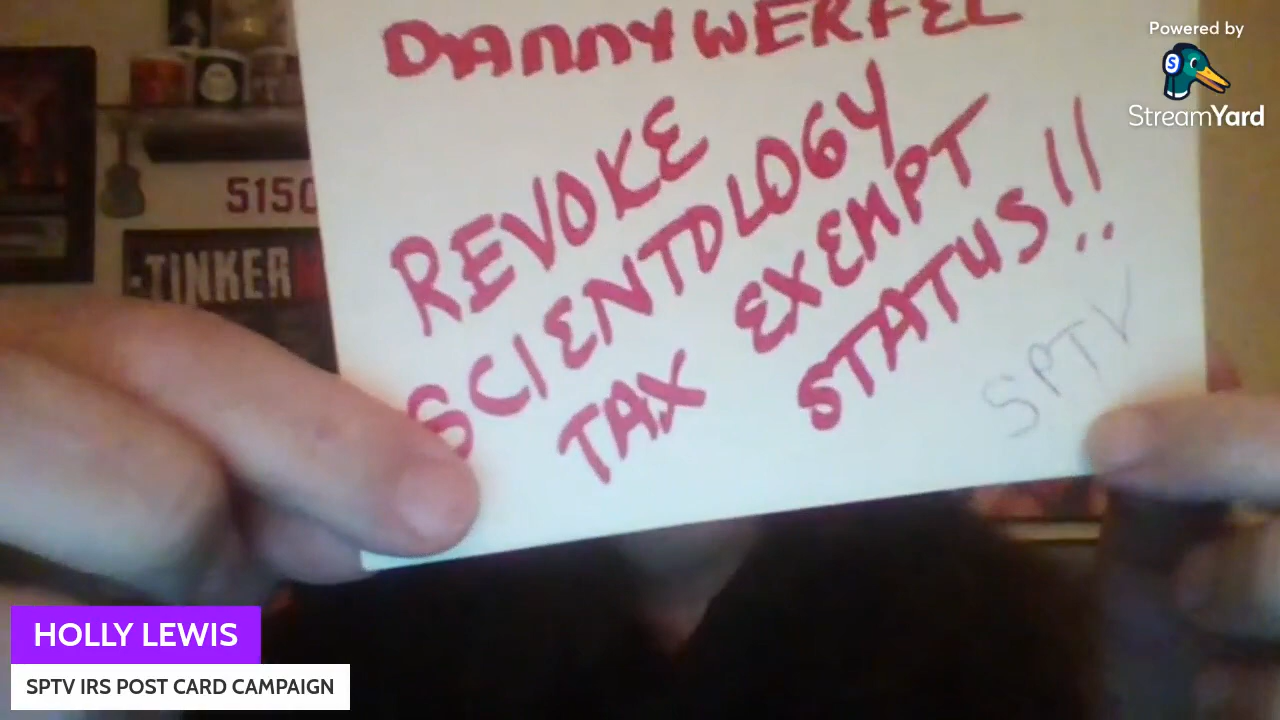 Powered by
StreamYard
DANNY WERFEL
REVOKE
SCIENTOLOGY
TAX EXEMPT
STATUS!!
SPTV
5150
TINKER
HOLLY LEWIS
SPTV IRS POST CARD CAMPAIGN